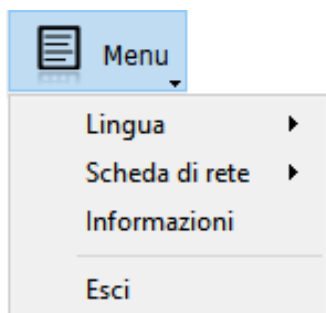 Menu
Lingua
Scheda di rete
Informazioni
Esci